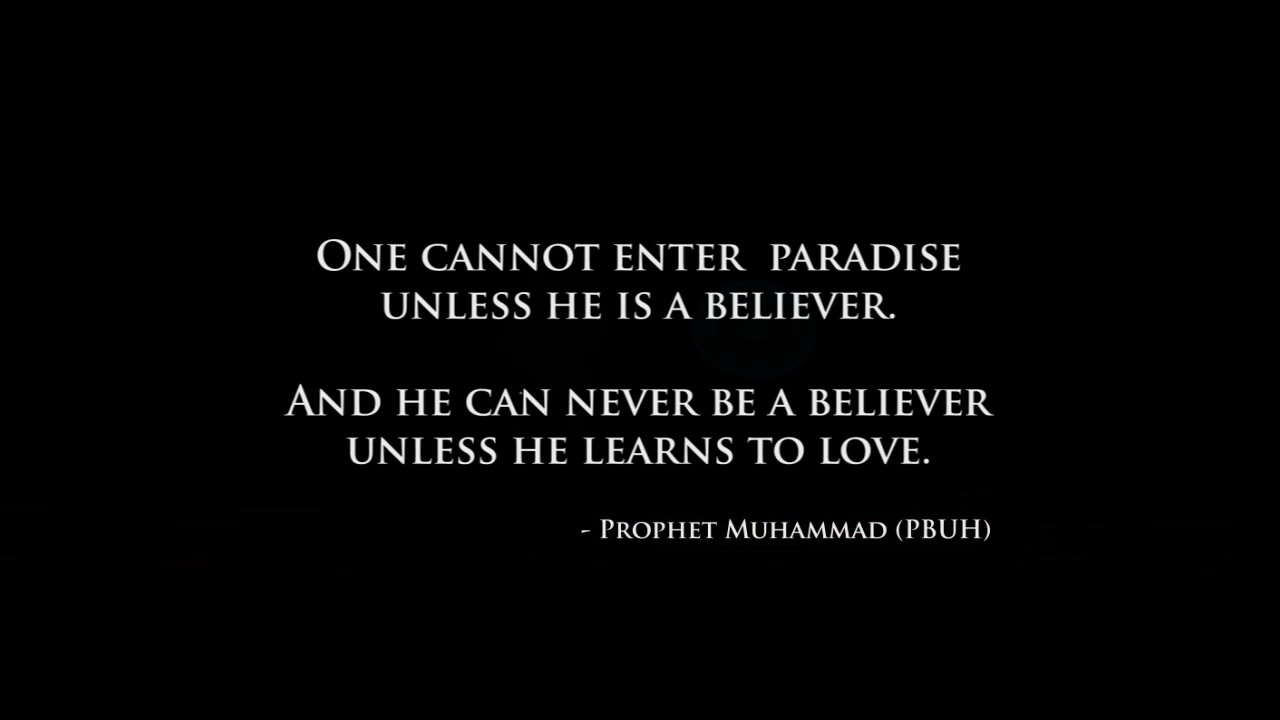 One cannot enter paradise
unless he is a believer.
And he can never be a believer
unless he learns to love.
- Prophet Muhammad (PBUH)